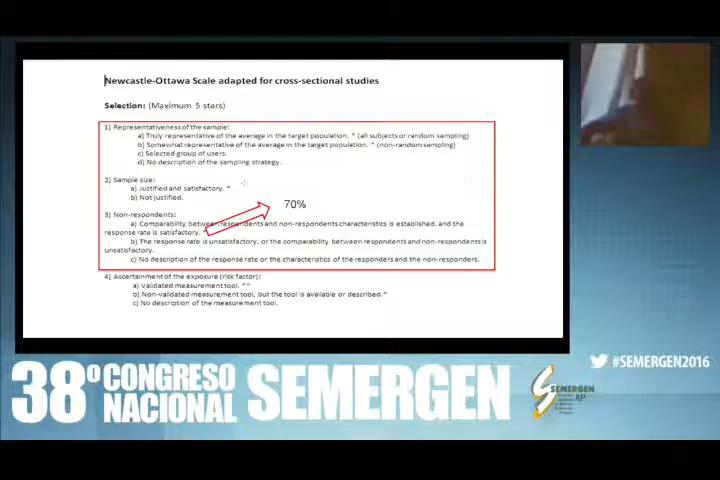 Newcastle-Ottawa Scale adapted for cross-sectional studies
Selection: (Maximum 5 stars)
1) Representativeness of the sample:
a) Truly representative of the average in the target population. * (all subjects or random sampling)
b) Somewhat representative of the average in the target population. * (non-random sampling)
c) Selected group of users.
d) No description of the sampling strategy.
2) Sample size:
a) Justified and satisfactory. *
b) Not justified.
70%
3) Non-respondents:
a) Comparability between respondents and non-respondents characteristics is established, and the
response rate is satisfactory. *
b) The response rate is unsatisfactory, or the comparability between respondents and non-respondents is
unsatisfactory.
c) No description of the response rate or the characteristics of the responders and the non-responders.
4) Ascertainment of the exposure (risk factor):
a) Validated measurement tool. **
b) Non-validated measurement tool, but the tool is available or described.*
c) No description of the measurement tool.
#SEMERGEN2016
38º CONGRESO
NACIONAL
SEMERGEN
SEMERGEN
AP